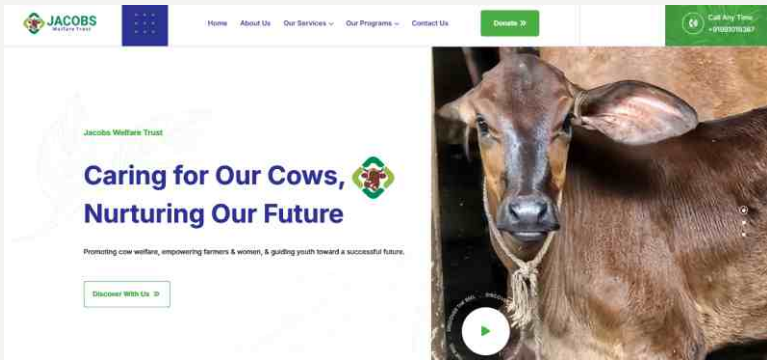 JACOBS
Welfare Trust
Home
About Us
Our Services
Our Programs
Contact Us
Donate
Call Any Time
Jacobs Welfare Trust
Caring for Our Cows,
Nurturing Our Future
Promoting cow welfare, empowering farmers & women, & guiding youth toward a successful future.
Discover With Us